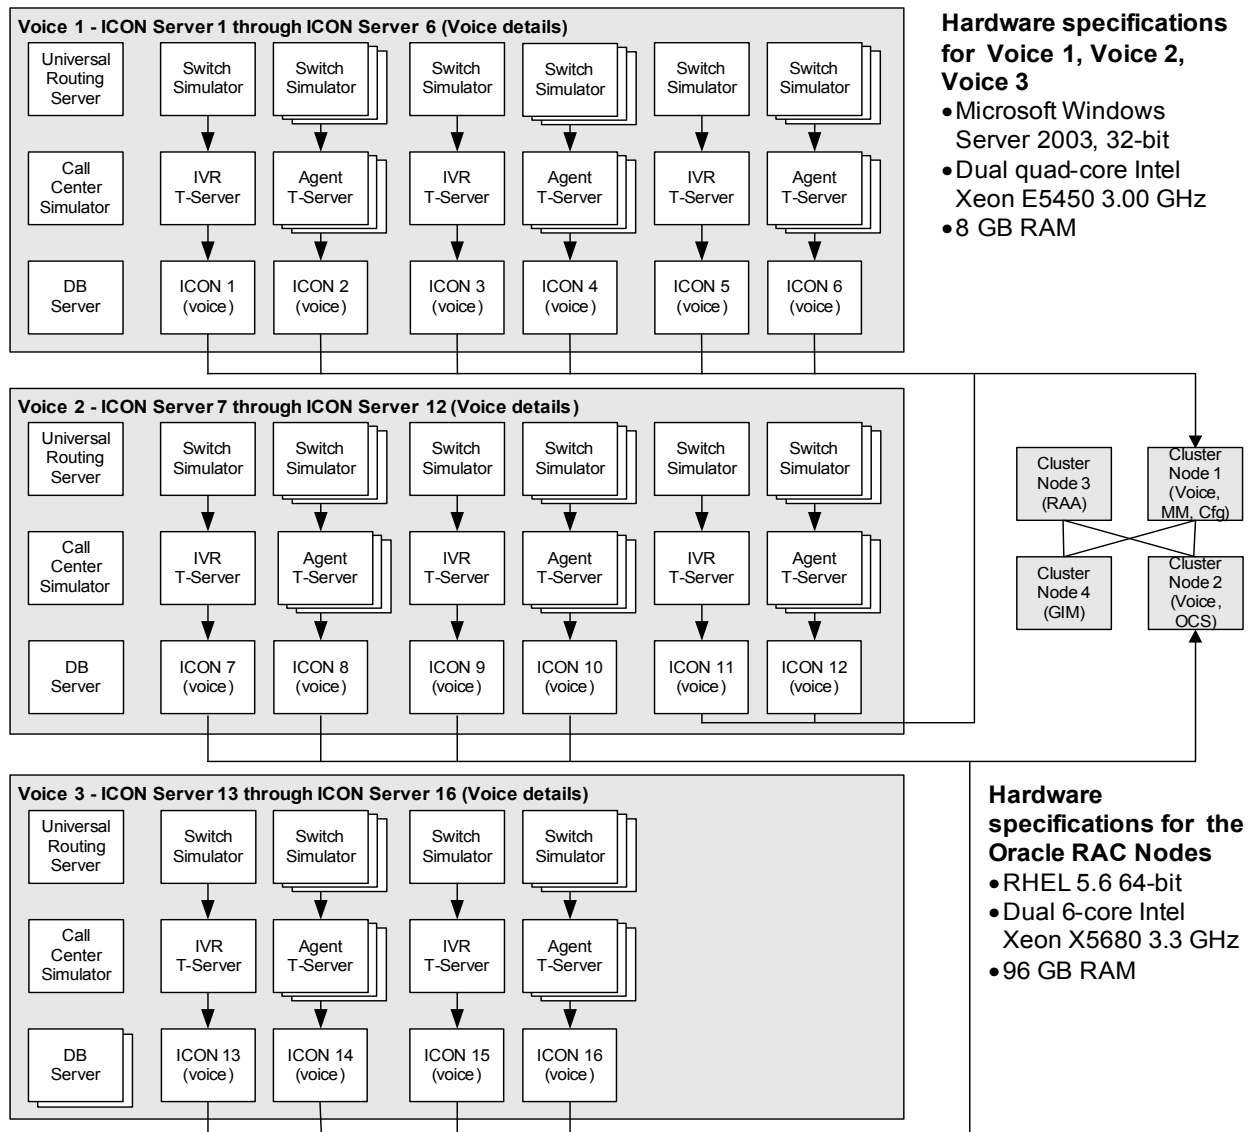 Voice 1 - ICON Server 1 through ICON Server 6 (Voice details)
Universal
Routing
Server
Switch
Simulator
Switch
Simulator
Switch
Simulator
Switch
Simulator
Switch
Simulator
Switch
Simulator
Call
Center
Simulator
IVR
T-Server
Agent
T-Server
IVR
T-Server
Agent
T-Server
IVR
T-Server
Agent
T-Server
DB
Server
ICON 1
(voice)
ICON 2
(voice)
ICON 3
(voice)
ICON 4
(voice)
ICON 5
(voice)
ICON 6
(voice)
Hardware specifications
for Voice 1, Voice 2,
Voice 3
•Microsoft Windows
Server 2003, 32-bit
•Dual quad-core Intel
Xeon E5450 3.00 GHz
•8 GB RAM
Voice 2 - ICON Server 7 through ICON Server 12 (Voice details)
Universal
Routing
Server
Switch
Simulator
Switch
Simulator
Switch
Simulator
Switch
Simulator
Switch
Simulator
Switch
Simulator
Call
Center
Simulator
IVR
T-Server
Agent
T-Server
IVR
T-Server
Agent
T-Server
IVR
T-Server
Agent
T-Server
DB
Server
ICON 7
(voice)
ICON 8
(voice)
ICON 9
(voice)
ICON 10
(voice)
ICON 11
(voice)
ICON 12
(voice)
Cluster
Node 3
(RAA)
Cluster
Node 1
(Voice,
MM, Cfg)
Cluster
Node 4
(GIM)
Cluster
Node 2
(Voice,
OCS)
Voice 3 - ICON Server 13 through ICON Server 16 (Voice details)
Universal
Routing
Server
Switch
Simulator
Switch
Simulator
Switch
Simulator
Switch
Simulator
Call
Center
Simulator
IVR
T-Server
Agent
T-Server
IVR
T-Server
Agent
T-Server
DB
Server
ICON 13
(voice)
ICON 14
(voice)
ICON 15
(voice)
ICON 16
(voice)
Hardware
specifications for the
Oracle RAC Nodes
•RHEL 5.6 64-bit
•Dual 6-core Intel
Xeon X5680 3.3 GHz
•96 GB RAM